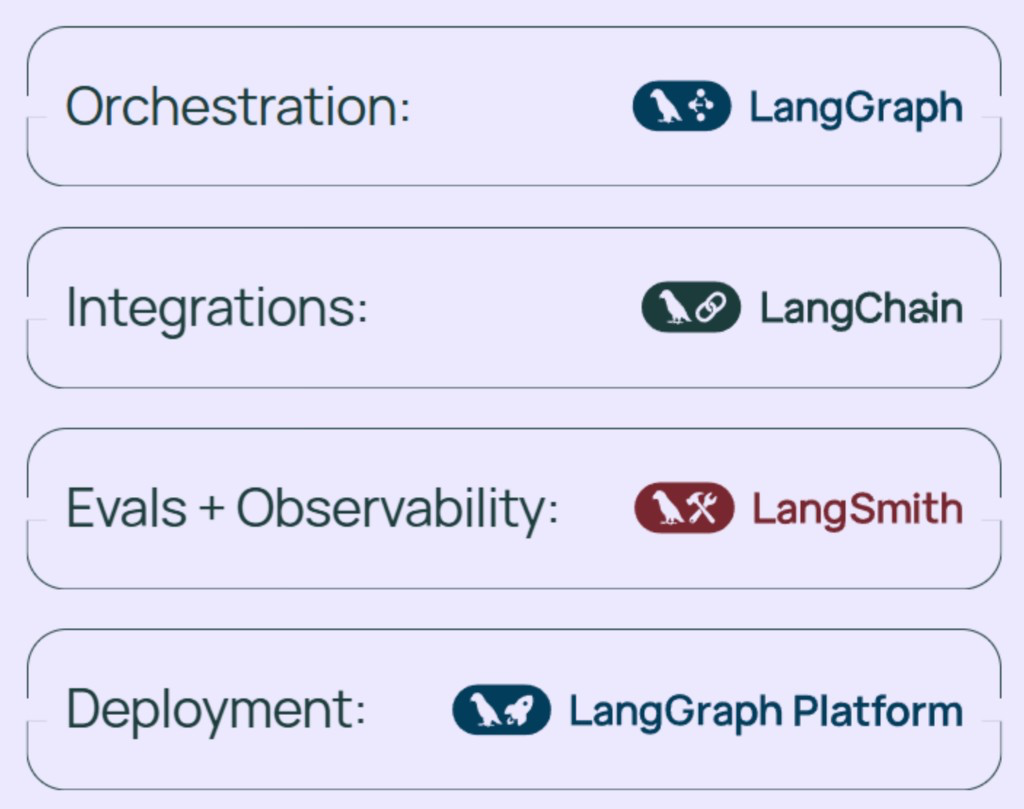 Orchestration: LangGraph
Integrations: LangChain
Evals + Observability: LangSmith
Deployment: LangGraph Platform